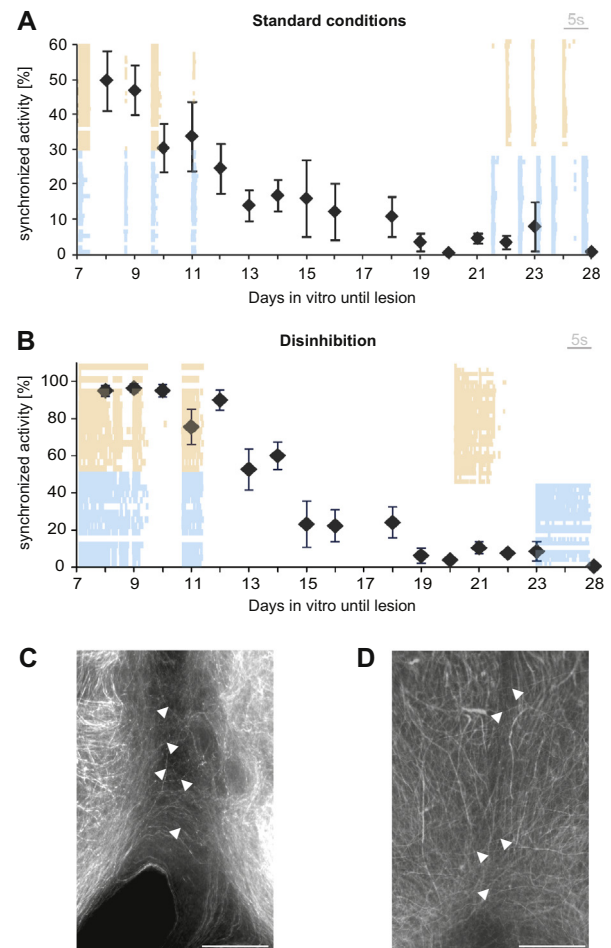 A
Standard conditions
5s
synchronized activity [%]
60
50
40
30
20
10
0
7 9 11 13 15 17 19 21 23 28
Days in vitro until lesion
B
Disinhibition
5s
synchronized activity [%]
100
80
60
40
20
0
7 9 11 13 15 17 19 21 23 28
Days in vitro until lesion
C
D